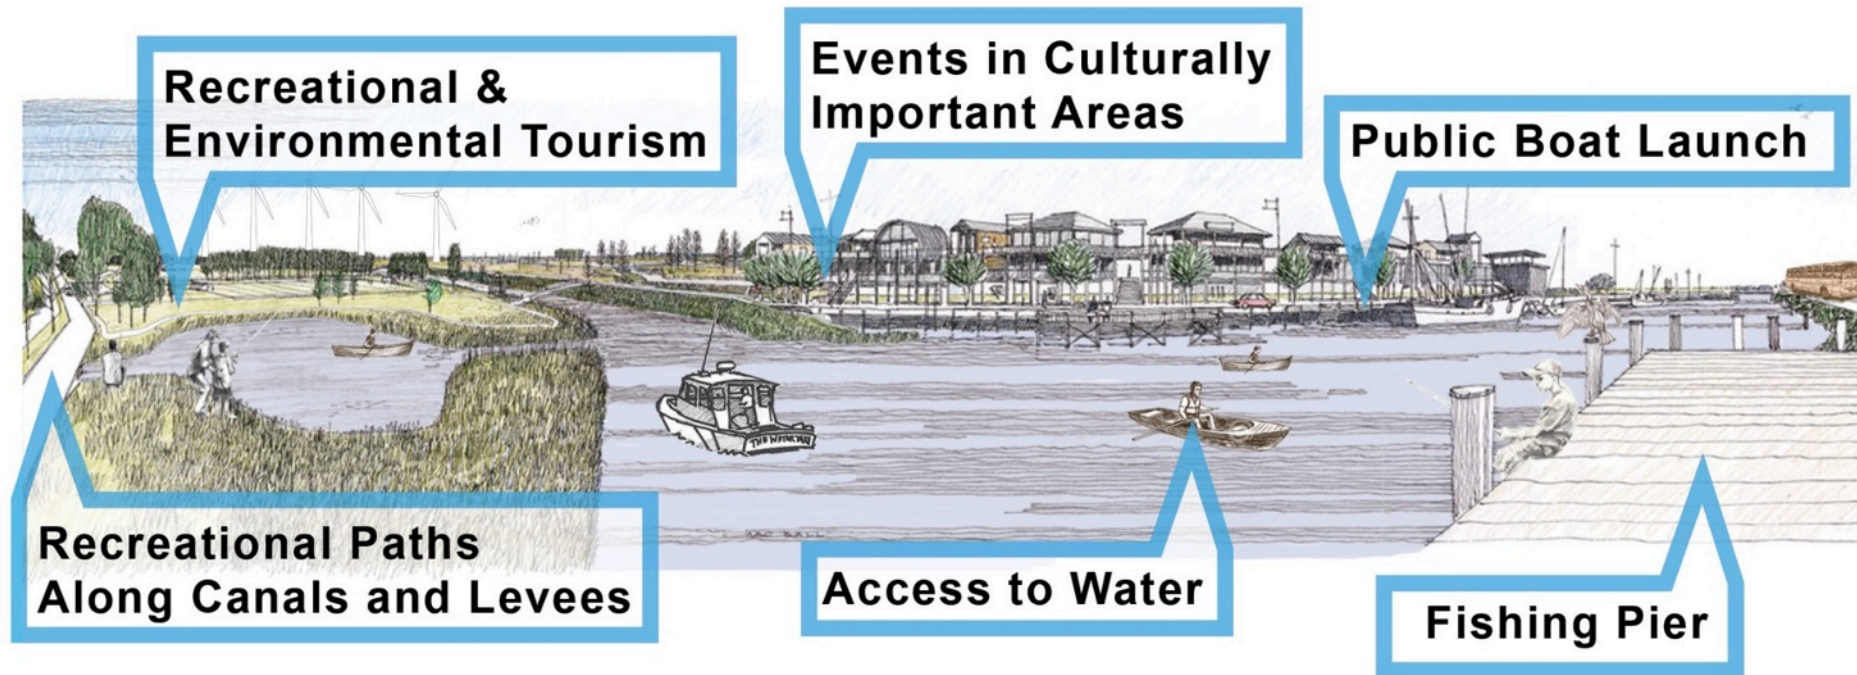 Recreational &
Environmental Tourism
Events in Culturally
Important Areas
Public Boat Launch
Recreational Paths
Along Canals and Levees
Access to Water
Fishing Pier